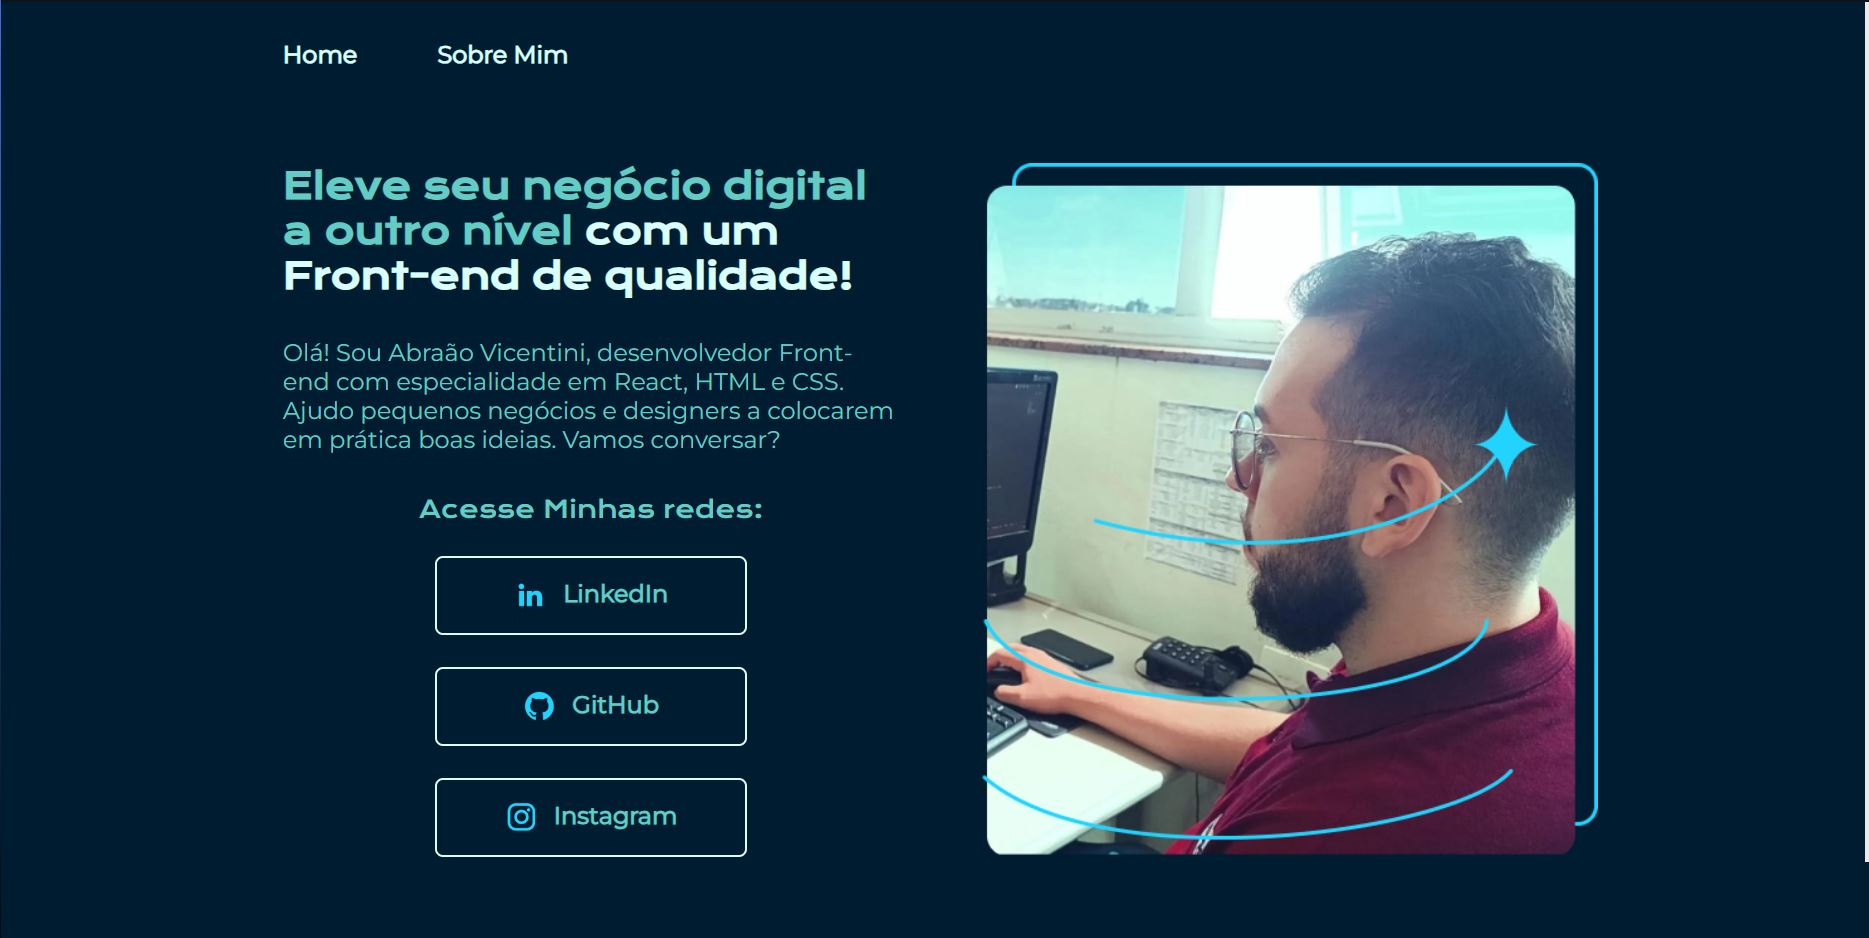 Home
Sobre Mim
Eleve seu negócio digital
a outro nível com um
Front-end de qualidade!
Olá! Sou Abraão Vicentini, desenvolvedor Front-
end com especialidade em React, HTML e CSS.
Ajudo pequenos negócios e designers a colocarem
em prática boas ideias. Vamos conversar?
Acesse Minhas redes:
LinkedIn
GitHub
Instagram